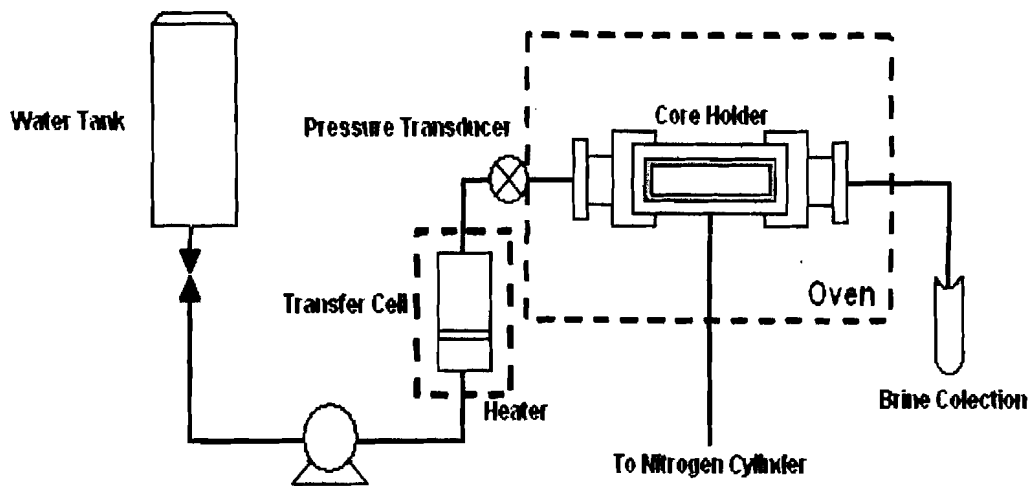 Water Tank
Pressure Transducer
Core Holder
Transfer Cell
Oven
Heater
Brine Colection
To Nitrogen Cylinder